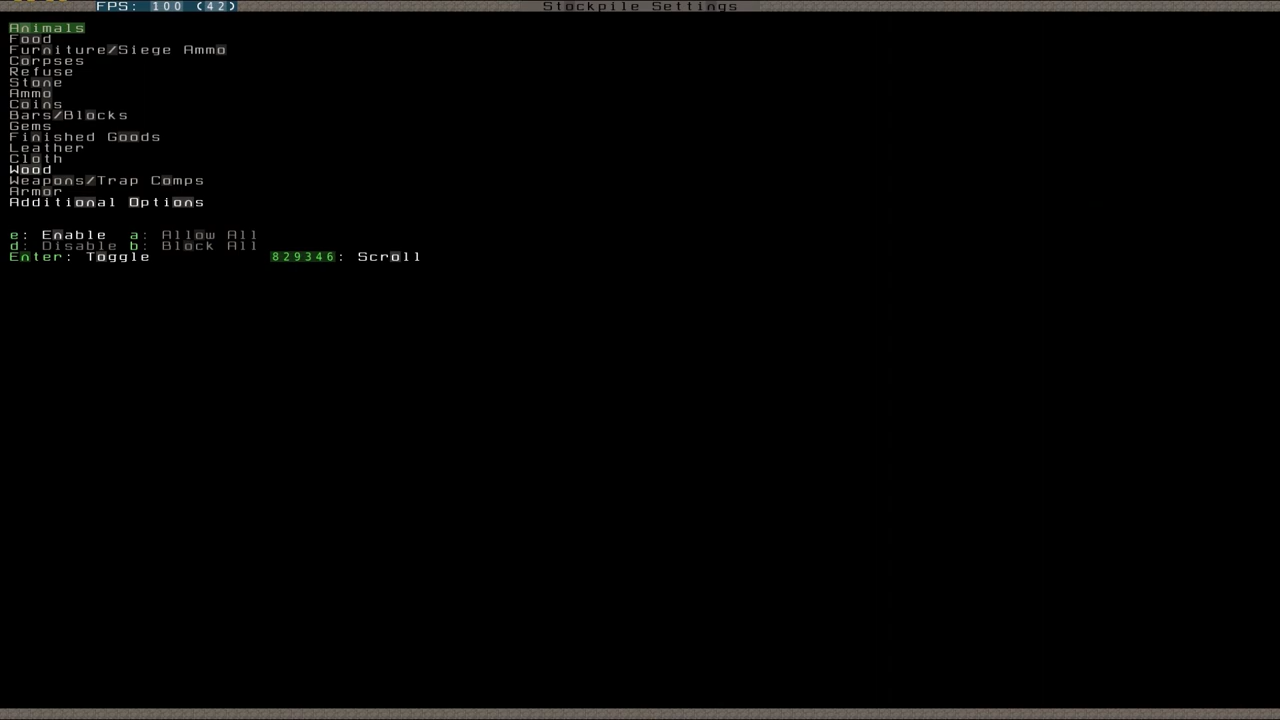 FPS: 100 (42) Stockpile Settings
Animals
Food
Furniture/Siege Ammo
Corpses
Refuse
Stone
Ammo
Coins
Bars/Blocks
Gems
Finished Goods
Leather
Cloth
Wood
Weapons/Trap Comps
Armor
Additional Options
e: Enable a: Allow All
d: Disable b: Block All
Enter: Toggle 829346: Scroll